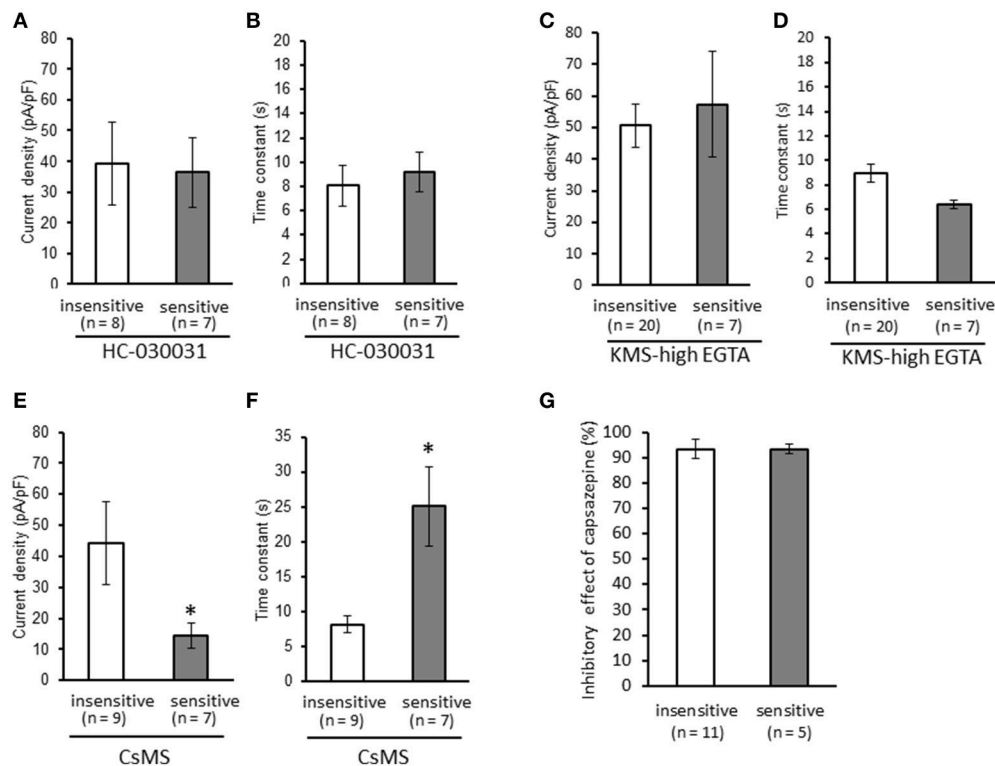 A
Current density (pA/pF)
80
70
60
50
40
30
20
10
0
insensitive sensitive
(n = 8) (n = 7)
HC-030031
B
Time constant (s)
20
18
16
14
12
10
8
6
4
2
0
insensitive sensitive
(n = 8) (n = 7)
HC-030031
C
Current density (pA/pF)
80
70
60
50
40
30
20
10
0
insensitive sensitive
(n = 20) (n = 7)
KMS-high EGTA
D
Time constant (s)
20
18
16
14
12
10
8
6
4
2
0
insensitive sensitive
(n = 20) (n = 7)
KMS-high EGTA
E
Current density (pA/pF)
80
70
60
50
40
30
20
10
0
*
insensitive sensitive
(n = 9) (n = 7)
CsMS
F
Time constant (s)
35
30
25
20
15
10
5
0
*
insensitive sensitive
(n = 9) (n = 7)
CsMS
G
Inhibitory effect of capsazepine (%)
100
90
80
70
60
50
40
30
20
10
0
insensitive sensitive
(n = 11) (n = 5)